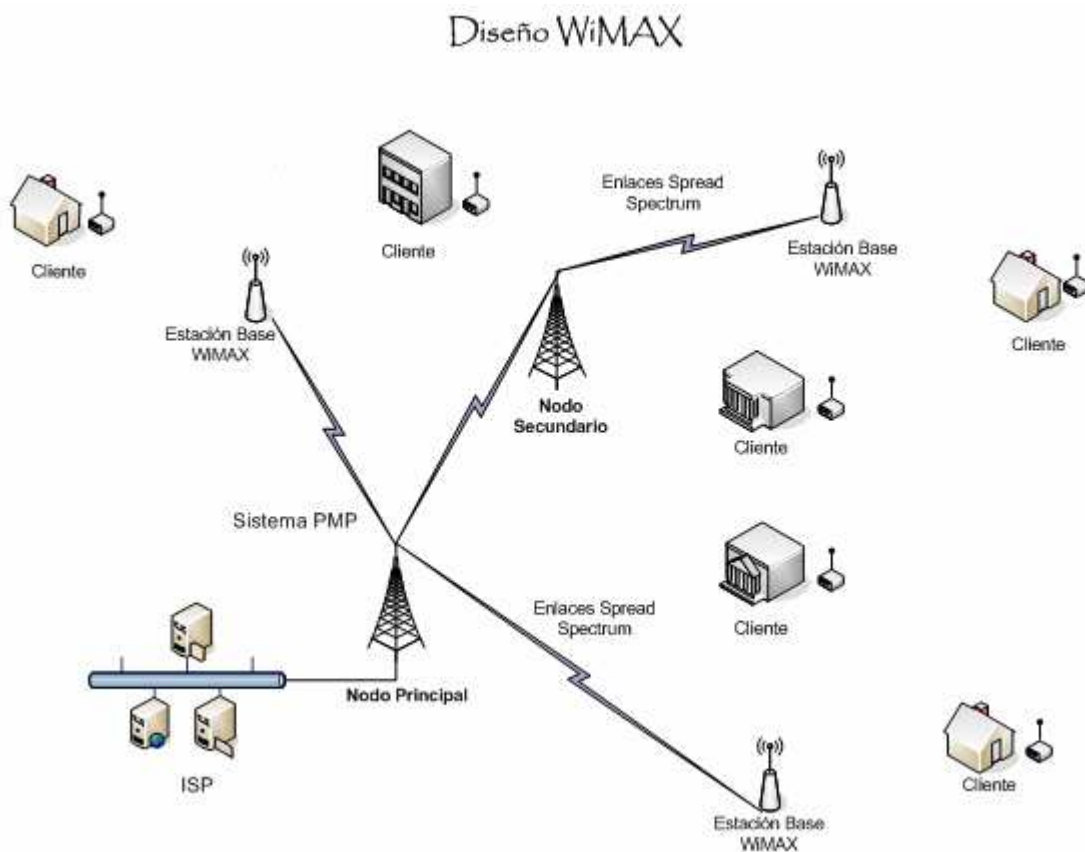 Diseño WiMAX
Enlaces Spread
Spectrum
Cliente
Cliente
Estación Base
WiMAX
Estación Base
WiMAX
Cliente
Nodo
Secundario
Cliente
Sistema PMP
Enlaces Spread
Spectrum
Cliente
Nodo Principal
ISP
Cliente
Estación Base
WiMAX